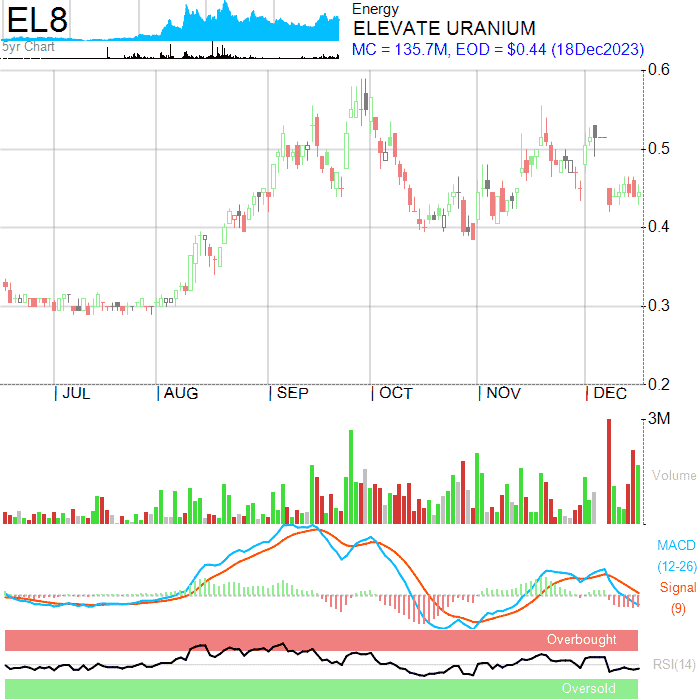 EL8
5yr Chart
Energy
ELEVATE URANIUM
MC = 135.7M, EOD = $0.44 (18Dec2023)
0.6
0.5
0.4
0.3
0.2
| JUL | AUG | SEP | OCT | NOV | DEC
3M
Volume
MACD
(12-26)
Signal
(9)
Overbought
RSI(14)
Oversold